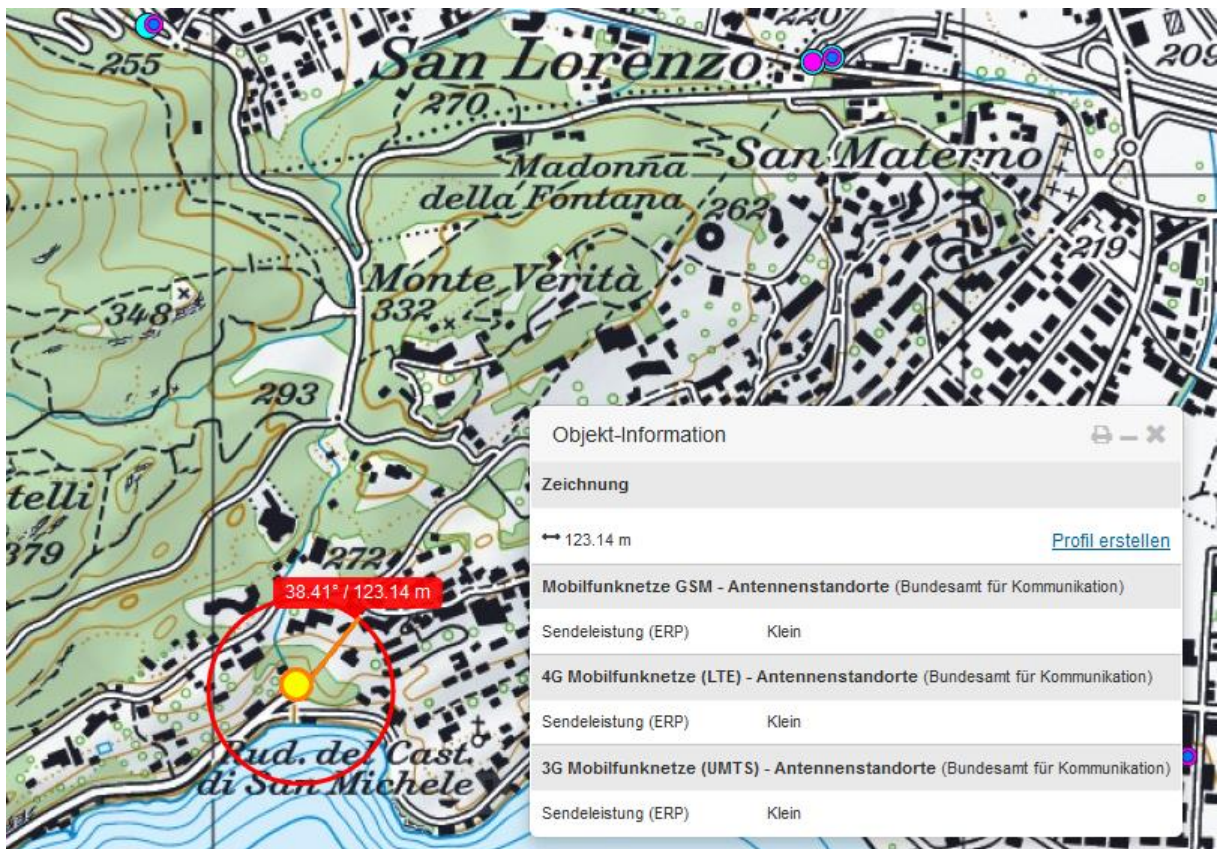 220
255
San Lorenzo
209
270
Madonna
della Fontana
San Materno
262
219
Monte Verità
332
348
293
telli
379
272
38.41° / 123.14 m
Rud. del Cast.
di San Michele
Objekt-Information
Zeichnung
123.14 m Profil erstellen
Mobilfunknetze GSM - Antennenstandorte (Bundesamt für Kommunikation)
Sendeleistung (ERP) Klein
4G Mobilfunknetze (LTE) - Antennenstandorte (Bundesamt für Kommunikation)
Sendeleistung (ERP) Klein
3G Mobilfunknetze (UMTS) - Antennenstandorte (Bundesamt für Kommunikation)
Sendeleistung (ERP) Klein